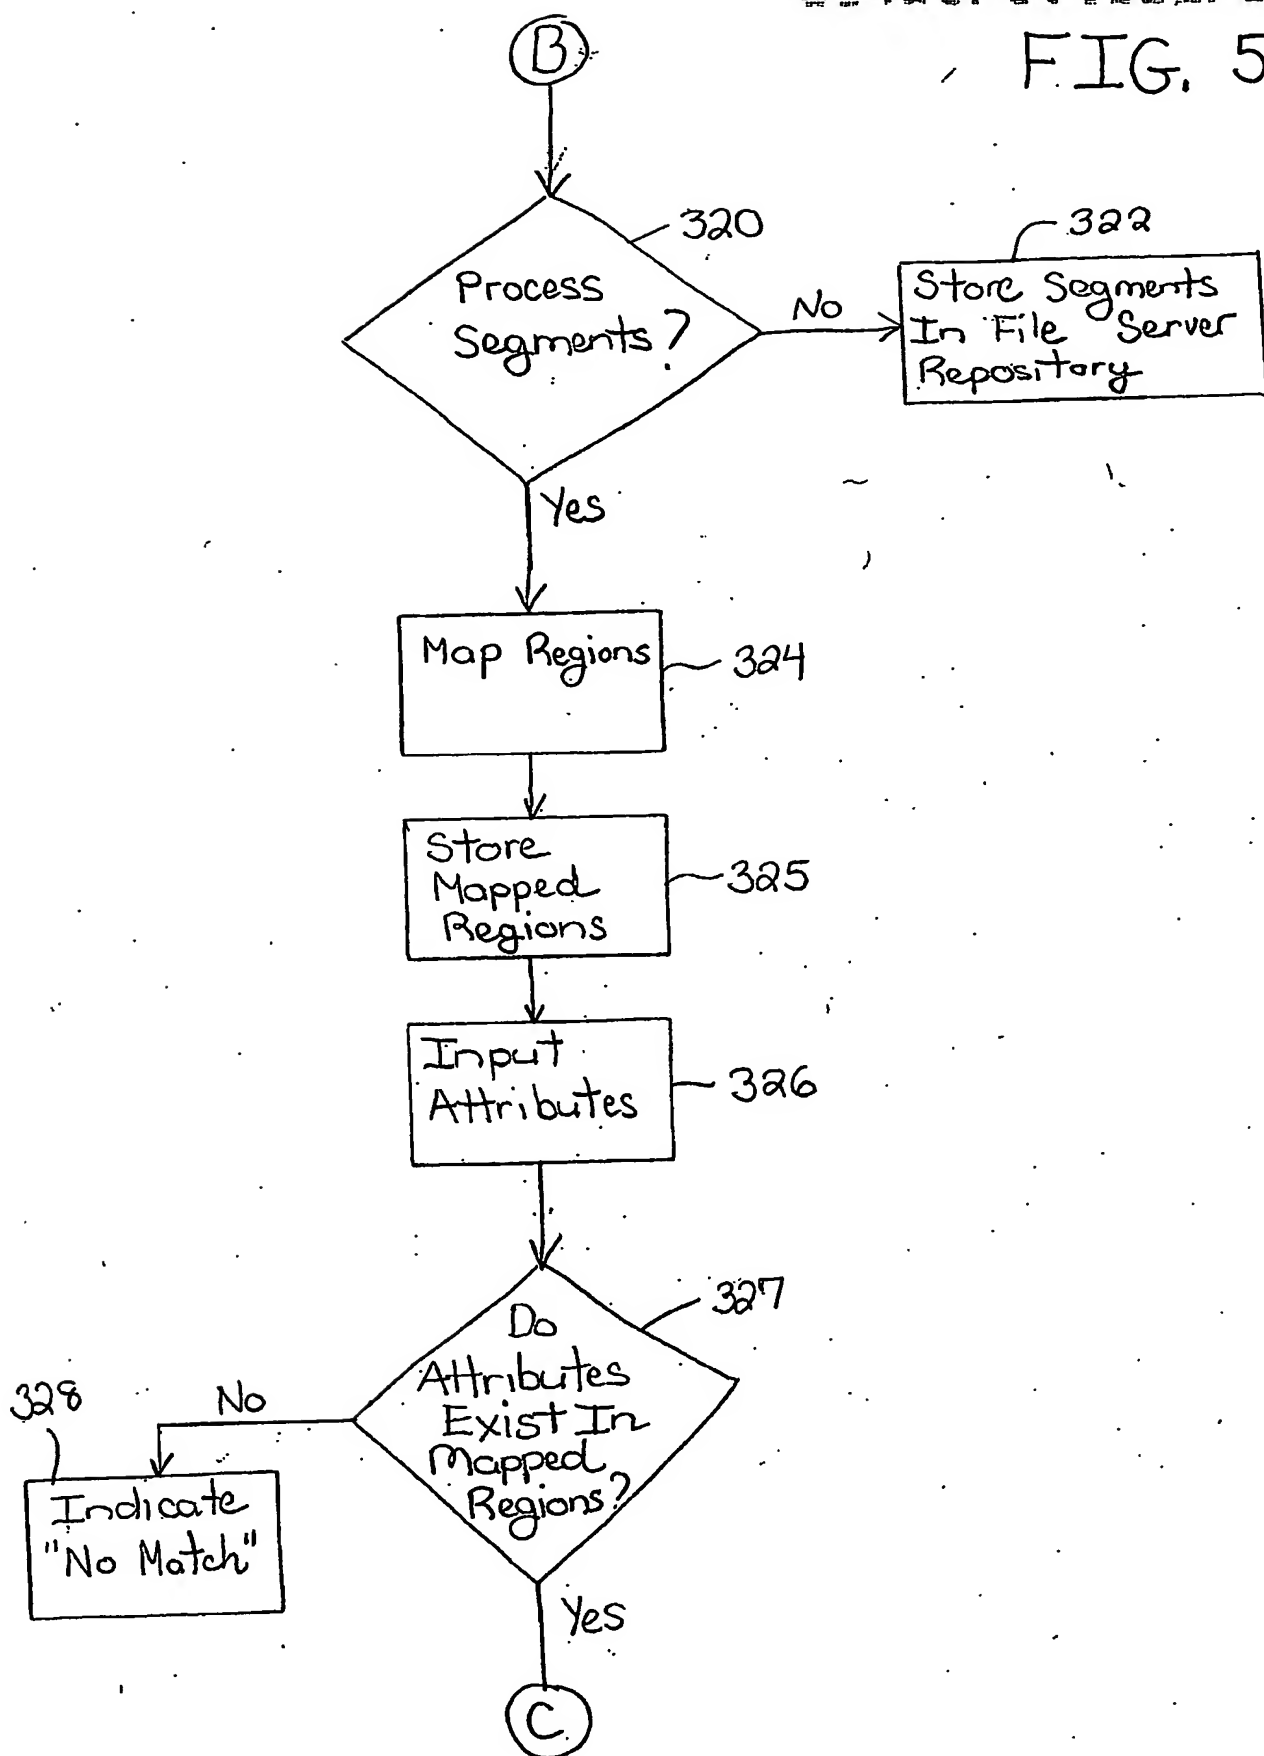 B
FIG. 5
320
322
Process
Segments?
No
Store Segments
In File Server
Repository
Yes
Map Regions
324
Store
Mapped
Regions
325
Input
Attributes
326
327
Do
Attributes
Exist In
Mapped
Regions?
328
No
Indicate
"No Match"
Yes
C